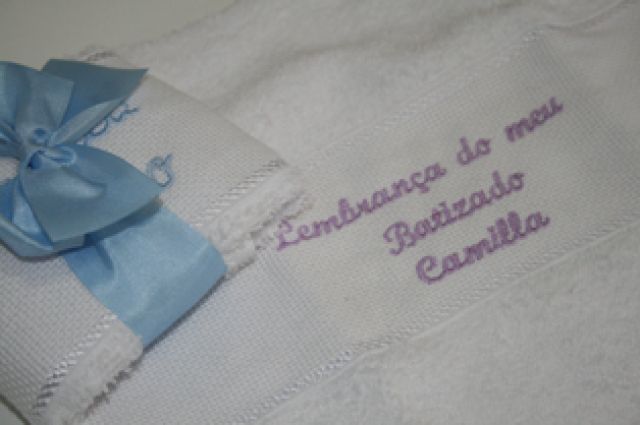 Lembrança do meu
Batizado
Camilla